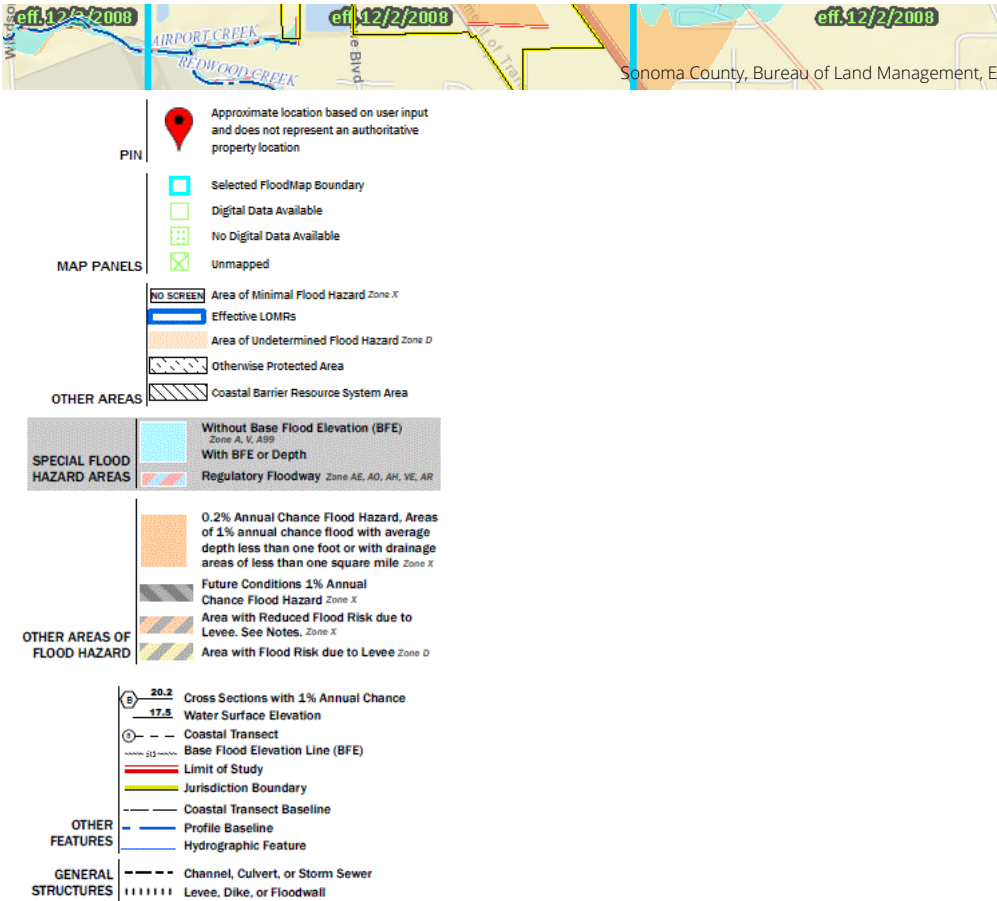 eff. 12/2/2008
eff. 12/2/2008
eff. 12/2/2008
AIRPORT CREEK
REDWOOD CREEK
Blvd
Sonoma County, Bureau of Land Management, E
PIN
Approximate location based on user input
and does not represent an authoritative
property location
MAP PANELS
Selected FloodMap Boundary
Digital Data Available
No Digital Data Available
Unmapped
OTHER AREAS
NO SCREEN Area of Minimal Flood Hazard Zone X
Effective LOMRs
Area of Undetermined Flood Hazard Zone D
Otherwise Protected Area
Coastal Barrier Resource System Area
SPECIAL FLOOD
HAZARD AREAS
Without Base Flood Elevation (BFE)
Zone A, V, A99
With BFE or Depth
Regulatory Floodway Zone AE, AO, AH, VE, AR
OTHER AREAS OF
FLOOD HAZARD
0.2% Annual Chance Flood Hazard, Areas
of 1% annual chance flood with average
depth less than one foot or with drainage
areas of less than one square mile Zone X
Future Conditions 1% Annual
Chance Flood Hazard Zone X
Area with Reduced Flood Risk due to
Levee. See Notes. Zone X
Area with Flood Risk due to Levee Zone D
OTHER
FEATURES
B 20.2 Cross Sections with 1% Annual Chance
17.5 Water Surface Elevation
8 Coastal Transect
513 Base Flood Elevation Line (BFE)
Limit of Study
Jurisdiction Boundary
Coastal Transect Baseline
Profile Baseline
Hydrographic Feature
GENERAL
STRUCTURES
Channel, Culvert, or Storm Sewer
Levee, Dike, or Floodwall